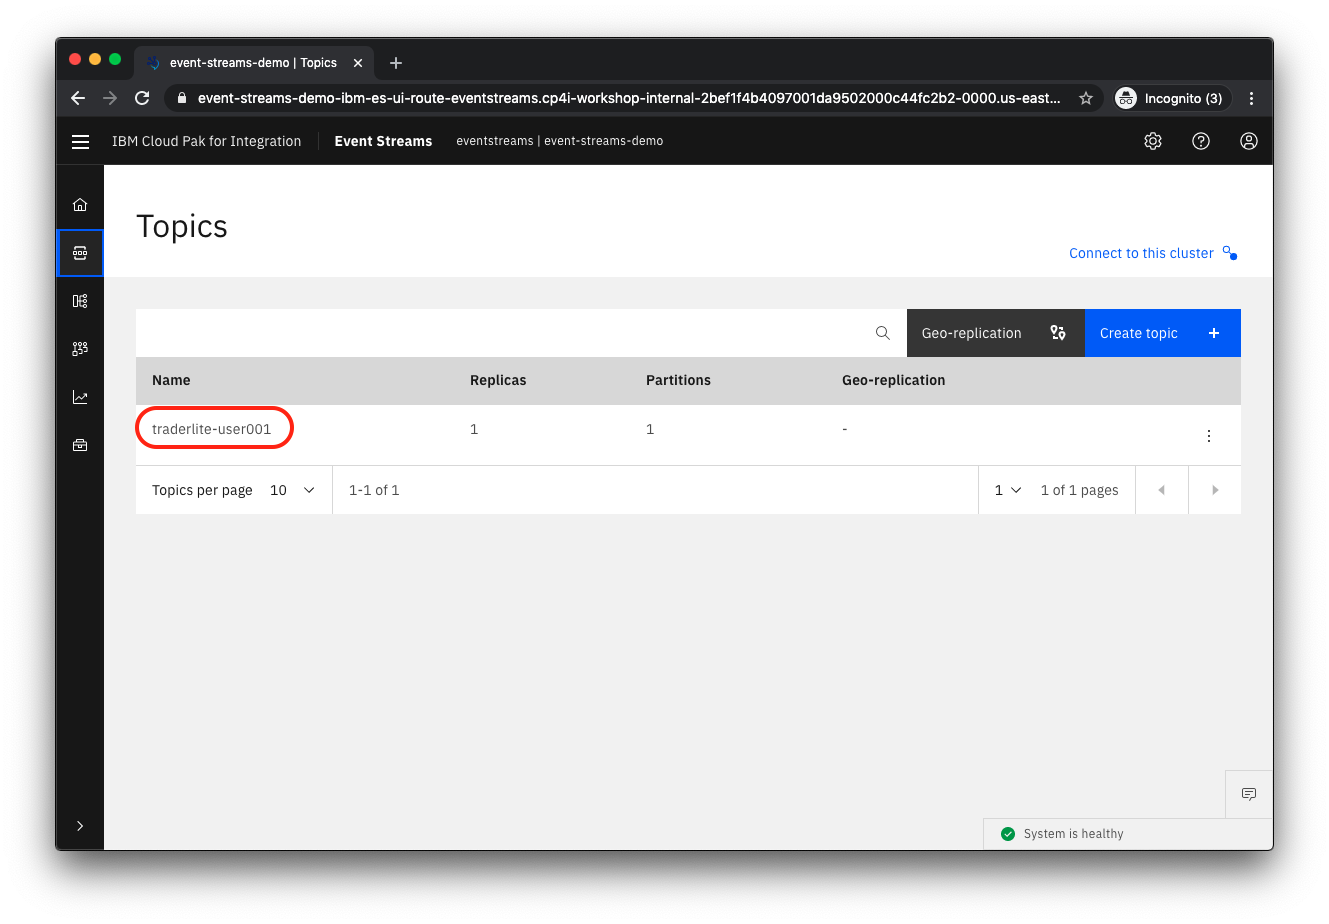 event-streams-demo | Topics
event-streams-demo-ibm-es-ui-route-eventstreams.cp4i-workshop-internal-2bef1f4b4097001da9502000c44fc2b2-0000.us-east...
Incognito (3)
IBM Cloud Pak for Integration
Event Streams
eventstreams | event-streams-demo
Topics
Connect to this cluster
Geo-replication
Create topic
Name Replicas Partitions Geo-replication
traderlite-user001 1 1 -
Topics per page 10 1-1 of 1 1 1 of 1 pages
System is healthy